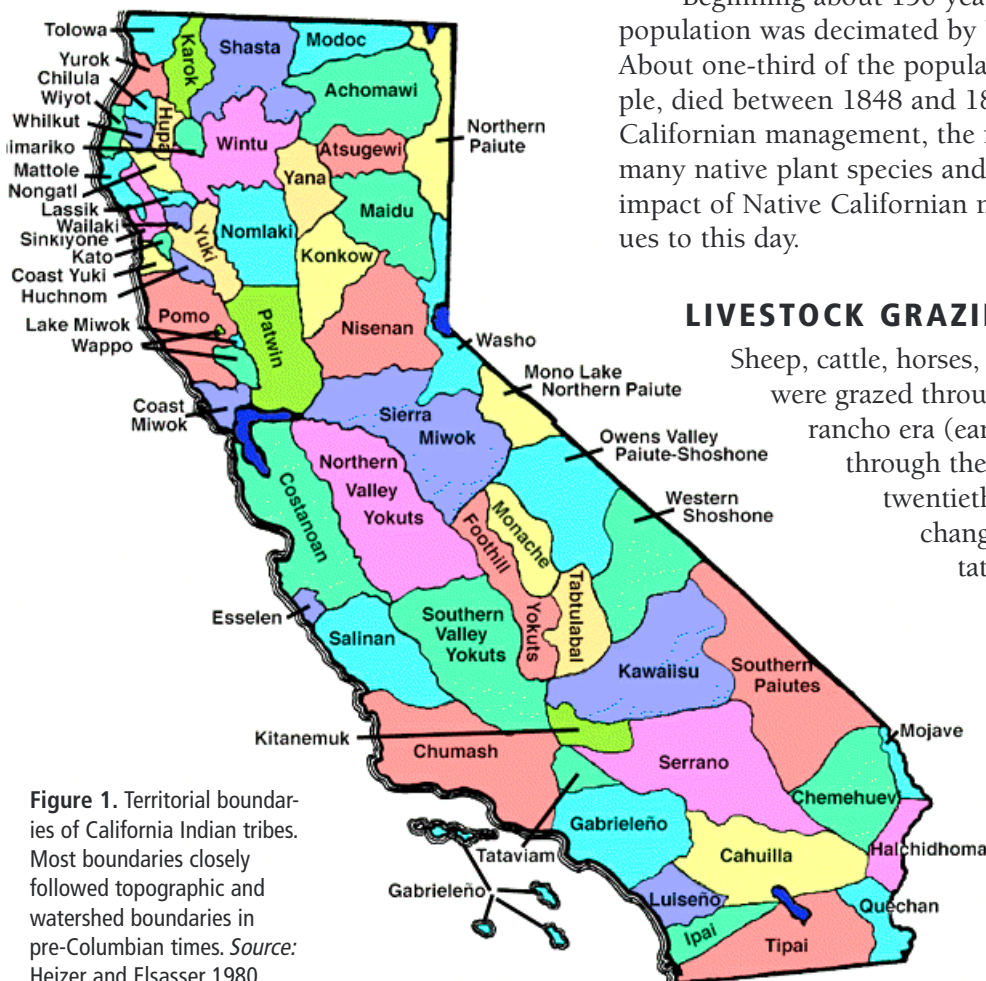 Beginning about 150 yea
population was decimated by
About one-third of the popula
ple, died between 1848 and 18
Californian management, the
many native plant species and
impact of Native Californian
ues to this day.
LIVESTOCK GRAZI
Sheep, cattle, horses,
were grazed throu
rancho era (ear
through the
twentieth
chang
tat
Tolowa
Yurok
Chilula
Wiyot
Whilkut
imariko
Mattole
Nongatl
Lassik
Wailaki
Sinkiyone
Kato
Coast Yuki
Huchnom
Lake Miwok
Wappo
Coast
Miwok
Karok
Shasta
Modoc
Achomawi
Hupa
Wintu
Atsugewi
Northern
Paiute
Yana
Maidu
Yuki
Nomlaki
Konkow
Pomo
Patwin
Nisenan
Washo
Mono Lake
Northern Paiute
Sierra
Miwok
Owens Valley
Paiute-Shoshone
Northern
Valley
Yokuts
Costanoan
Western
Shoshone
Monache
Foothill
Yokuts
Tabtulabal
Esselen
Salinan
Southern
Valley
Yokuts
Kawaiisu
Southern
Paiutes
Kitanemuk
Chumash
Serrano
Mojave
Chemehuev
Gabrieleño
Tataviam
Cahuilla
Halchidhoma
Gabrieleño
Luiseño
Quechan
Ipai
Tipai
Figure 1. Territorial boundar-
ies of California Indian tribes.
Most boundaries closely
followed topographic and
watershed boundaries in
pre-Columbian times. Source:
Heizer and Elsasser 1980